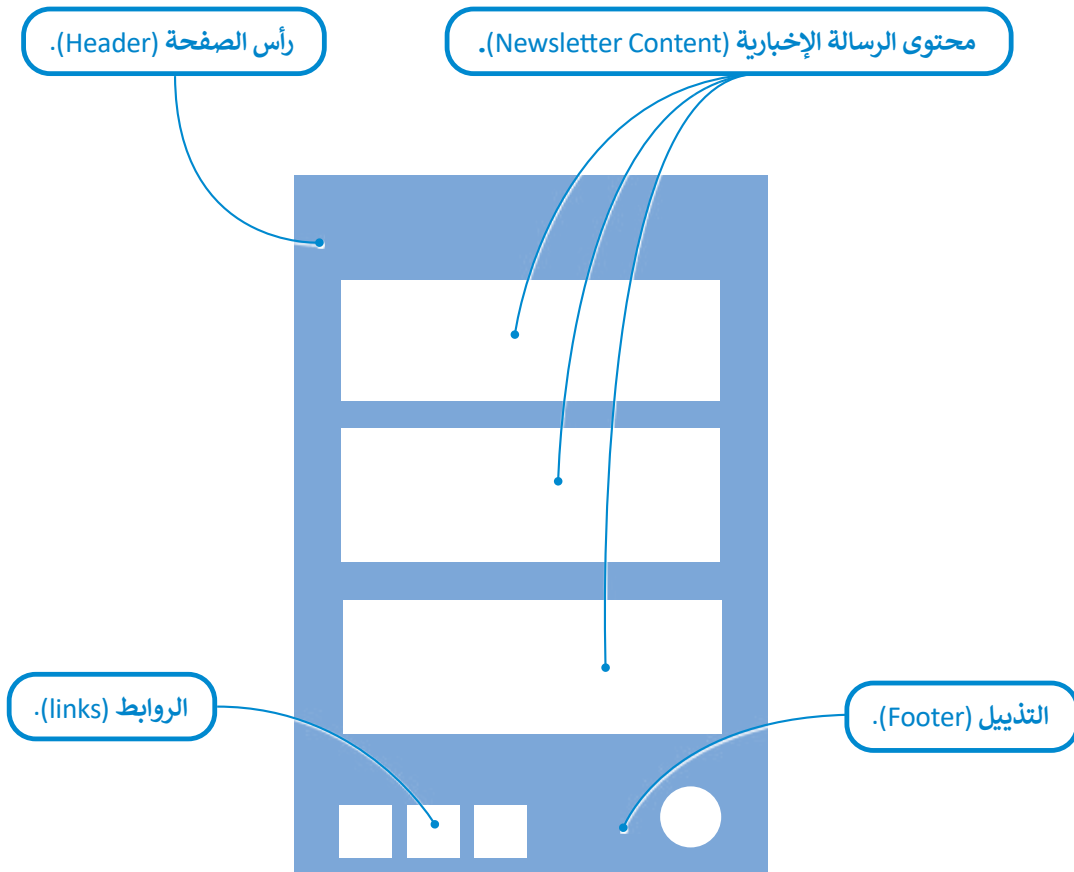 محتوى الرسالة الإخبارية (Newsletter Content).
رأس الصفحة (Header).
التذييل (Footer).
الروابط (links).